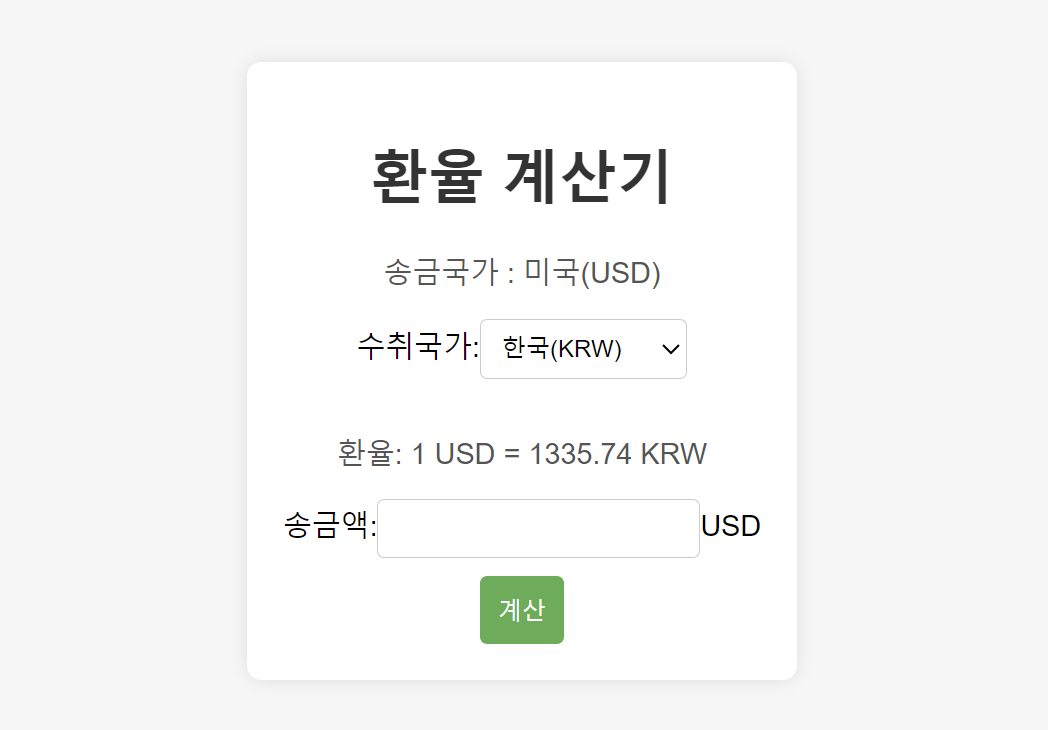 환율 계산기
송금국가 : 미국(USD)
수취국가: 한국(KRW)
환율: 1 USD = 1335.74 KRW
송금액: USD
계산